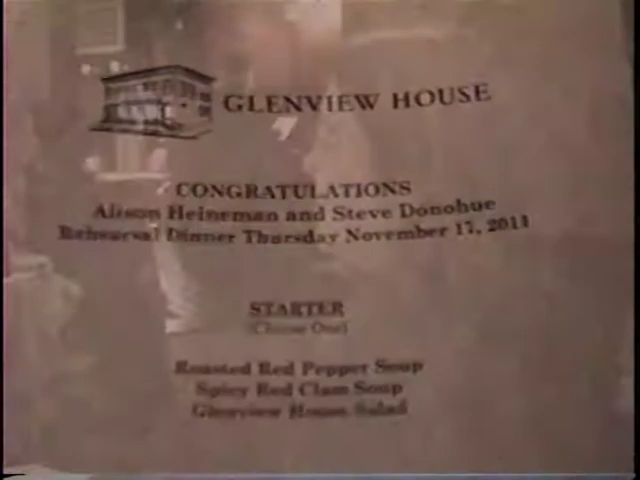 GLENVIEW HOUSE
CONGRATULATIONS
Alison Heineman and Steve Donohue
Rehearsal Dinner Thursday November 17, 2011
STARTER
(Choose One)
Roasted Red Pepper Soup
Spicy Red Clam Soup
Glenview House Salad